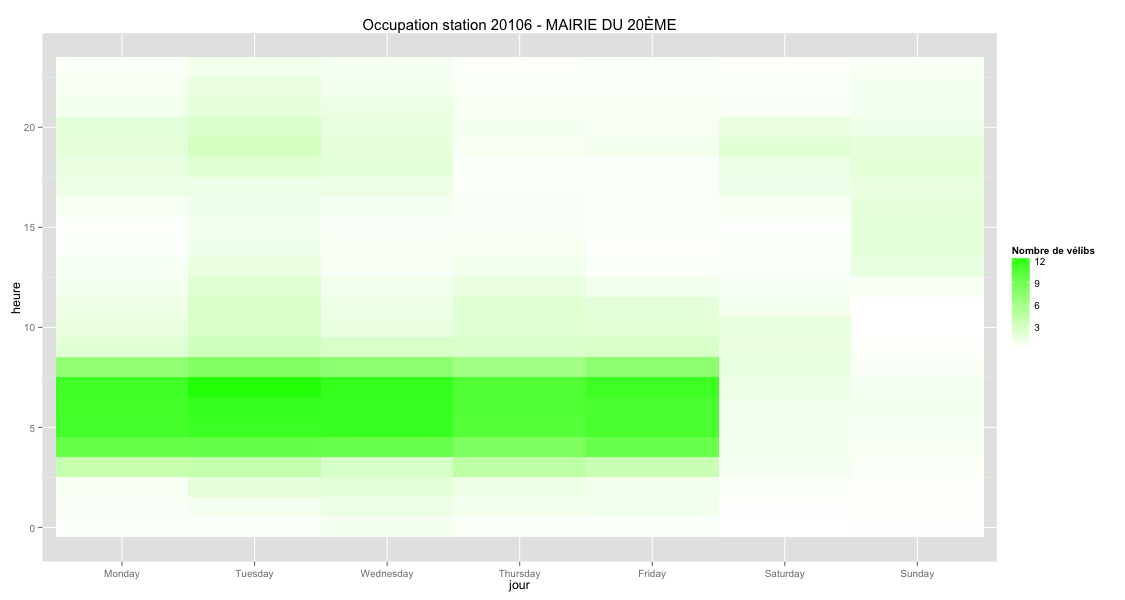 Occupation station 20106 - MAIRIE DU 20ÈME
heure
20
15
10
5
0
Monday Tuesday Wednesday Thursday Friday Saturday Sunday
jour
Nombre de vélibs
12
9
6
3